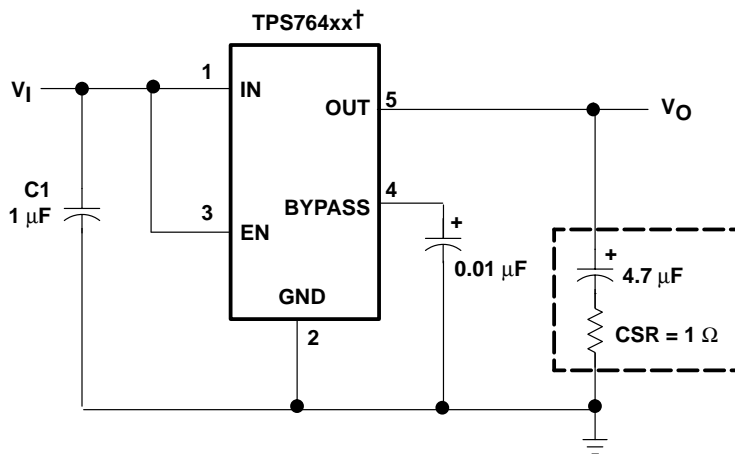 TPS764xx†
VI
1
IN
OUT
5
VO
C1
1 μF
3
EN
BYPASS
4
+
0.01 μF
+
4.7 μF
GND
2
CSR = 1 Ω